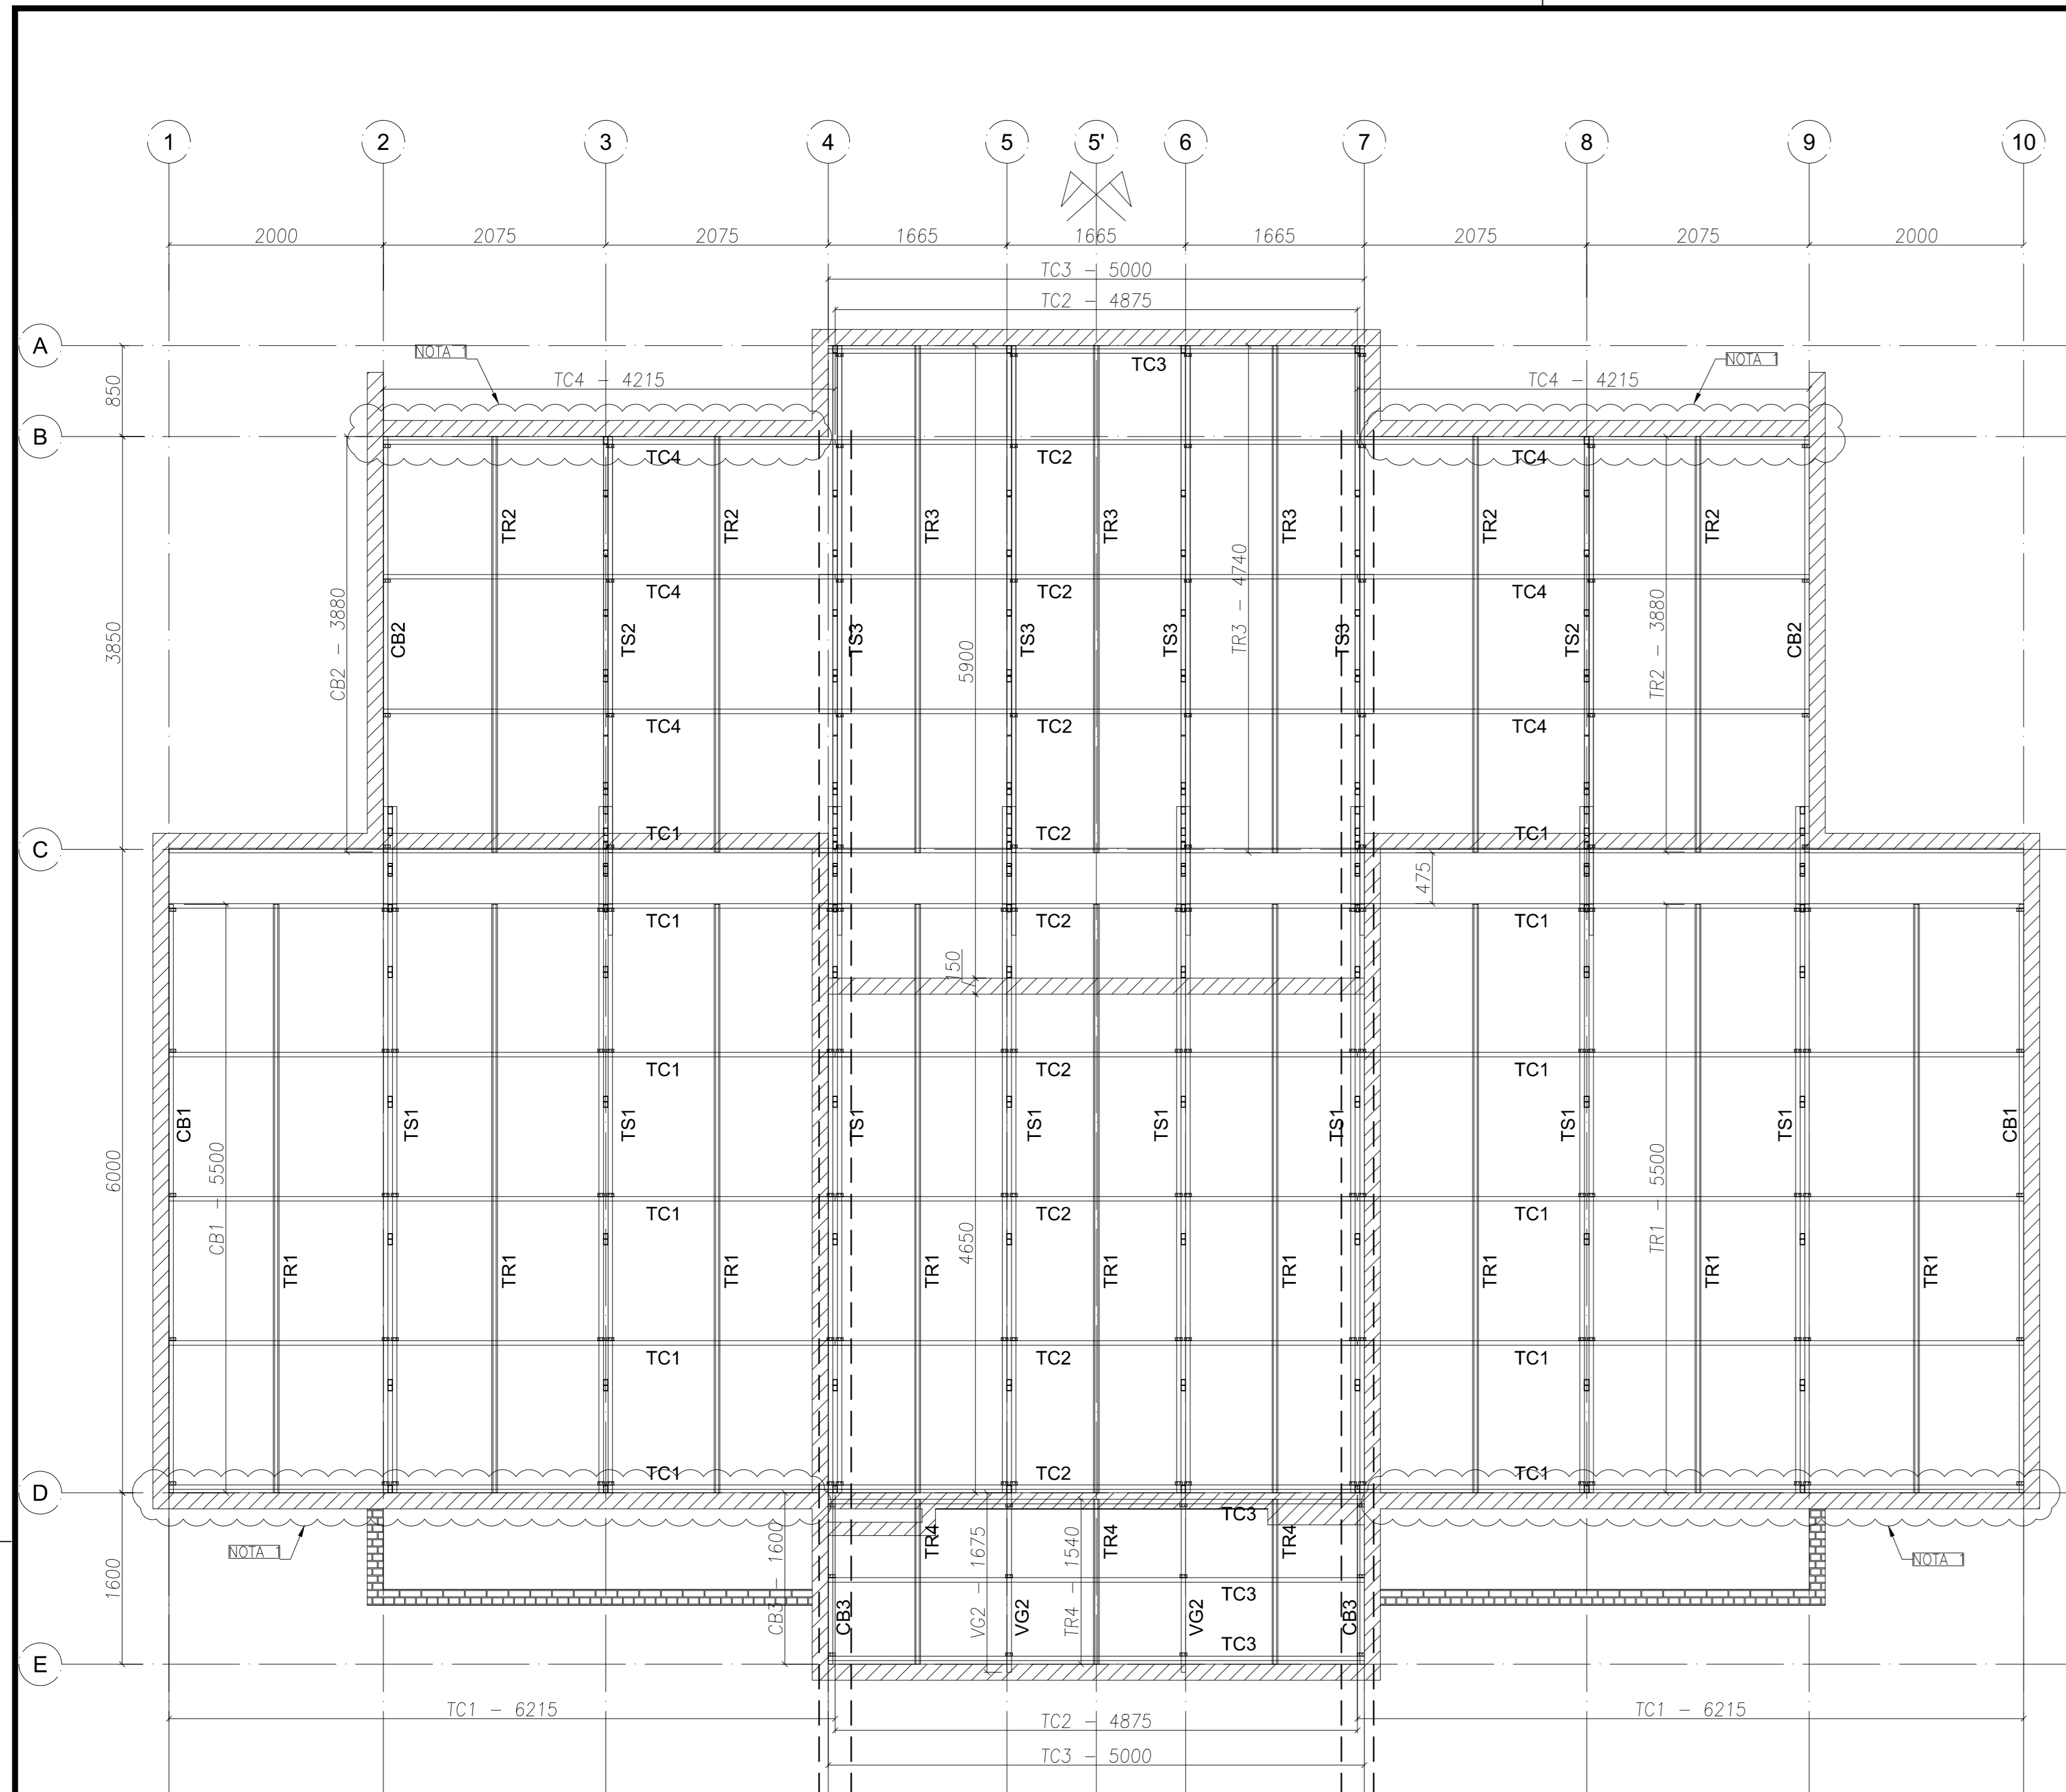 1 2 3 4 5 5' 6 7 8 9 10
2000 2075 2075 1665 1665 1665 2075 2075 2000
TC3 - 5000
TC2 - 4875
A
NOTA 1 TC3 NOTA 1
850 TC4 - 4215 TC4 - 4215
B
TC4 TC2 TC4
TR2 TR2 TR3 TR3 TR3 TR2 TR2
TC4 TC2 TC4
3850 CB2 - 3880 CB2 TS2 TS3 5900 TS3 TS3 TR3 - 4740 TS3 TS2 TR2 - 3880 CB2
TC4 TC2 TC4
C
TC1 TC2 TC1
475
TC1 TC2 TC1
150
TC1 TC2 TC1
CB1 TS1 TS1 TS1 TS1 TS1 TS1 TS1 TS1 CB1
6000 CB1 - 5500 TR1 - 5500
TC1 TC2 TC1
4650
TR1 TR1 TR1 TR1 TR1 TR1 TR1 TR1 TR1
TC1 TC2 TC1
D
TC1 TC2 TC1
TC3
NOTA 1 TR4 TR4 TR4 NOTA 1
1600 CB3 - 1600 VG2 - 1675 TR4 - 1540
TC3
CB3 VG2 VG2 CB3
TC3
E
TC1 - 6215 TC1 - 6215
TC2 - 4875
TC3 - 5000